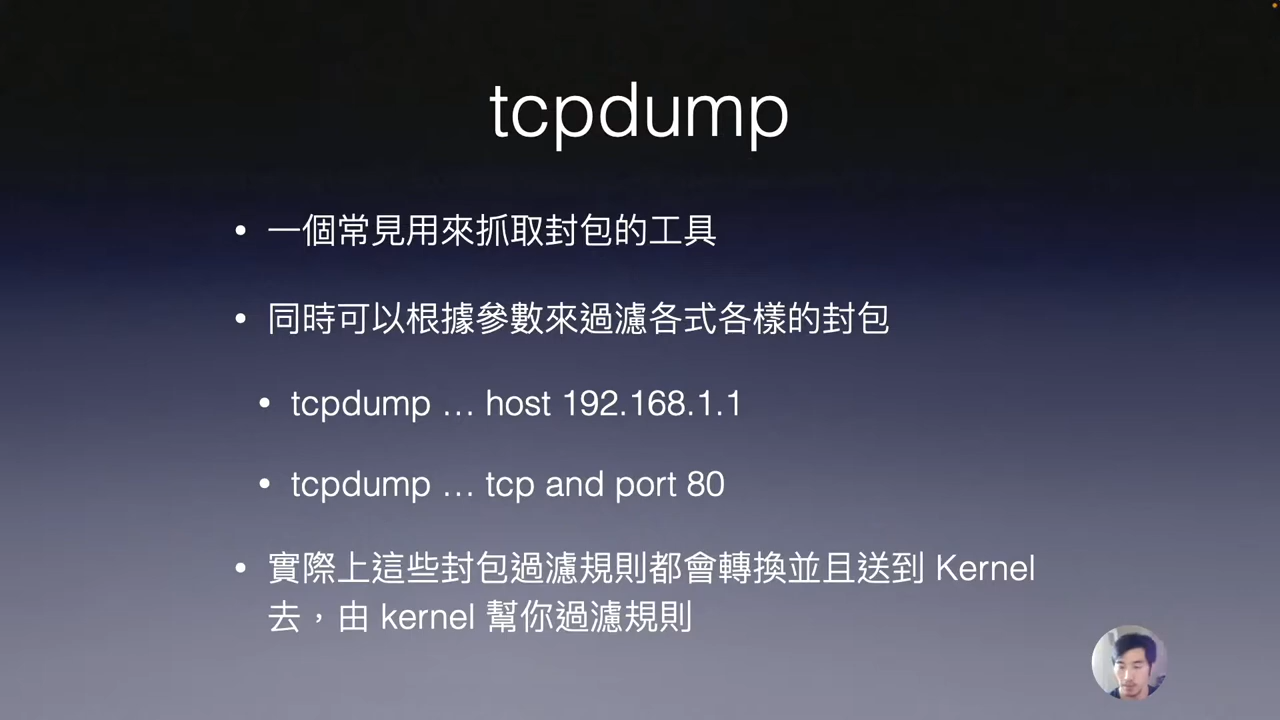 tcpdump
• 一個常見用來抓取封包的工具
• 同時可以根據參數來過濾各式各樣的封包
• tcpdump … host 192.168.1.1
• tcpdump … tcp and port 80
• 實際上這些封包過濾規則都會轉換並且送到 Kernel
去，由 kernel 幫你過濾規則